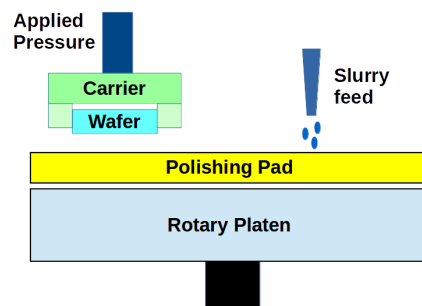 Applied
Pressure
Carrier
Wafer
Slurry
feed
Polishing Pad
Rotary Platen